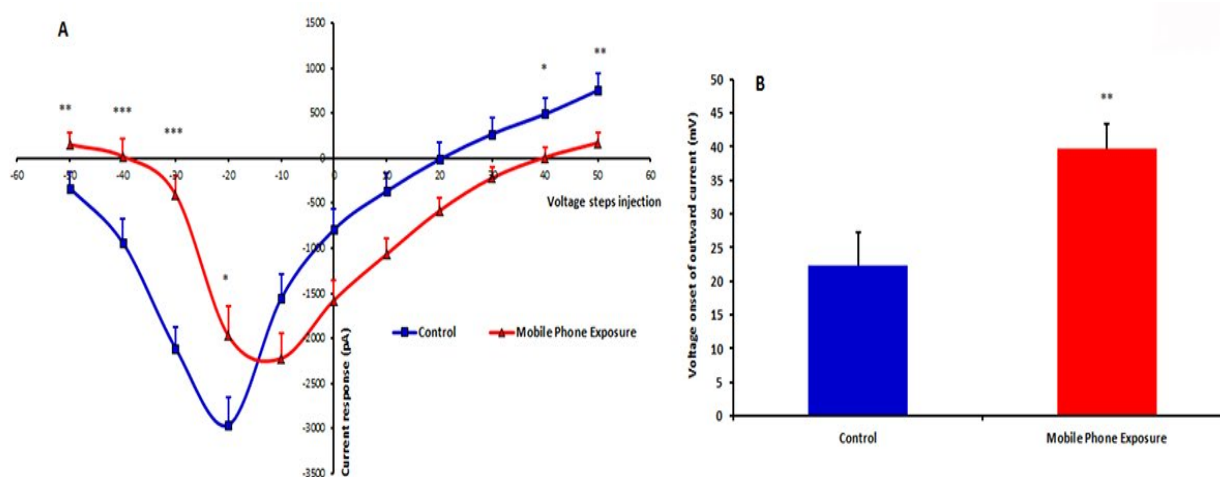 A
1500
1000
500
0
-500
-1000
-1500
-2000
-2500
-3000
-3500
-60 -50 -40 -30 -20 -10 0 10 20 30 40 50 60
** *** *** * * **
Voltage steps injection
Current response (pA)
Control
Mobile Phone Exposure
B
50
45
40
35
30
25
20
15
10
5
0
**
Voltage onset of outward current (mV)
Control
Mobile Phone Exposure